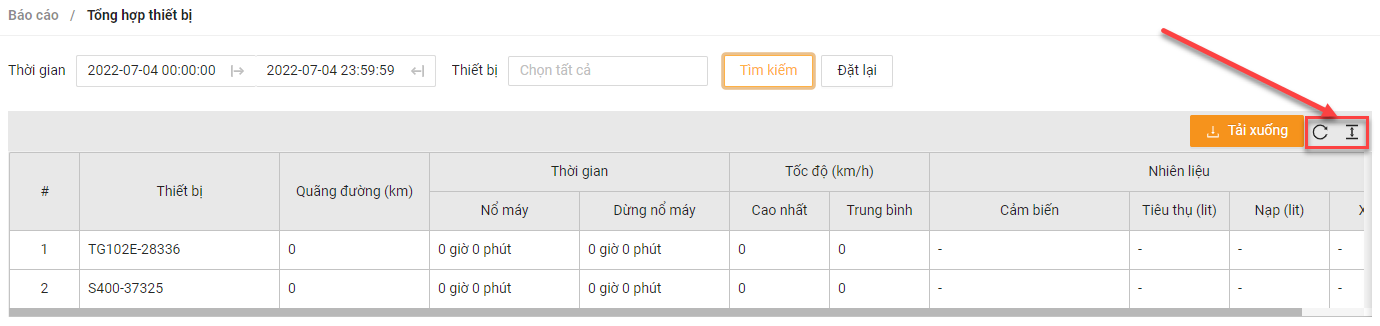 Báo cáo / Tổng hợp thiết bị
Thời gian 2022-07-04 00:00:00 2022-07-04 23:59:59 Thiết bị Chọn tất cả Tìm kiếm Đặt lại
Tải xuống
# Thiết bị Quãng đường (km) Thời gian Tốc độ (km/h) Nhiên liệu
Nổ máy Dừng nổ máy Cao nhất Trung bình Cảm biến Tiêu thụ (lit) Nạp (lit) X
1 TG102E-28336 0 0 giờ 0 phút 0 giờ 0 phút 0 0 - - - -
2 S400-37325 0 0 giờ 0 phút 0 giờ 0 phút 0 0 - - - -